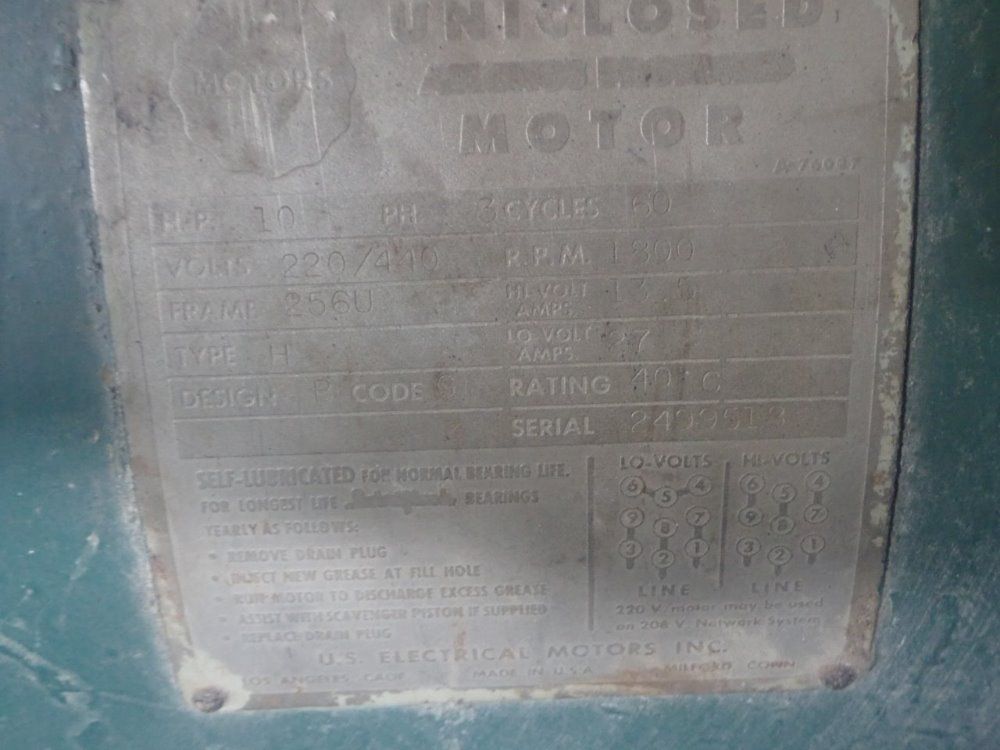 UNICLOSED
MOTORS
MOTOR
H.P. 10 PH 3 CYCLES 60
VOLTS 220/440 R.P.M. 1800
FRAME 256U HI-VOLT AMPS. 13.5
TYPE H LO VOLT AMPS. 27
DESIGN CODE G RATING 40°C
SERIAL
SELF-LUBRICATED FOR NORMAL BEARING LIFE.
FOR LONGEST LIFE BEARINGS
YEARLY AS FOLLOWS:
• REMOVE DRAIN PLUG
• INJECT NEW GREASE AT FILL HOLE
• RUN MOTOR TO DISCHARGE EXCESS GREASE
• ASSIST WITH SCAVENGER PISTON IF SUPPLIED
• REPLACE DRAIN PLUG
LO-VOLTS HI-VOLTS
6 5 4 6 5 4
9 8 7 9 8 7
3 2 1 3 2 1
LINE LINE
220 V. motor may be used
on 208 V. Network System
U.S. ELECTRICAL MOTORS INC.
LOS ANGELES, CALIF. MADE IN U.S.A. MILFORD, CONN.